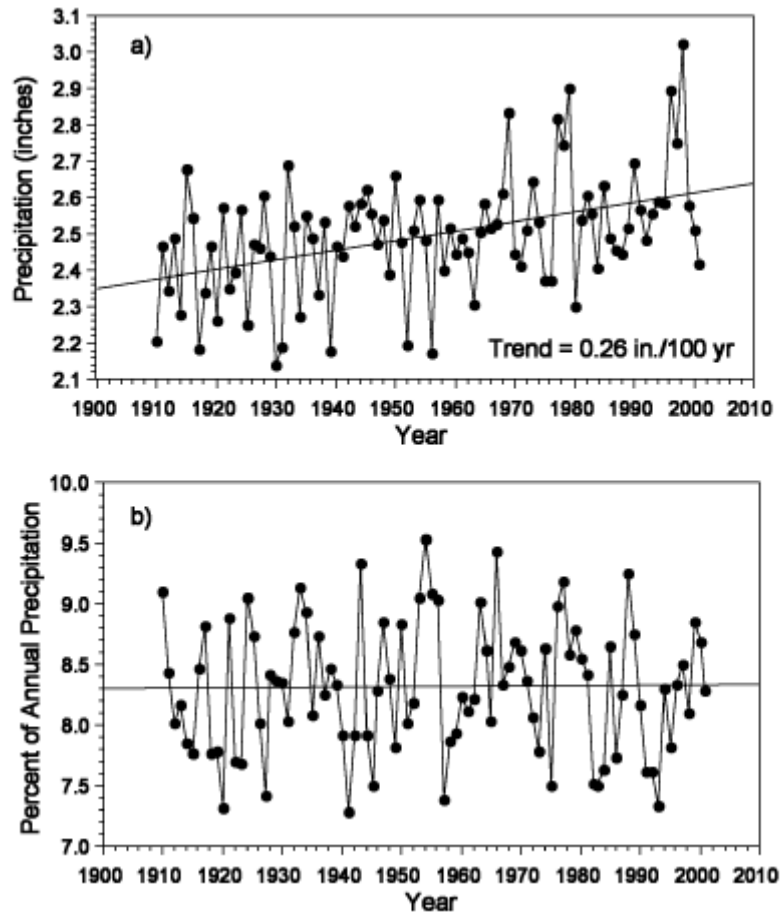 a)
Precipitation (inches)
3.1
3.0
2.9
2.8
2.7
2.6
2.5
2.4
2.3
2.2
2.1
Trend = 0.26 in./100 yr
1900 1910 1920 1930 1940 1950 1960 1970 1980 1990 2000 2010
Year
b)
Percent of Annual Precipitation
10.0
9.5
9.0
8.5
8.0
7.5
7.0
1900 1910 1920 1930 1940 1950 1960 1970 1980 1990 2000 2010
Year